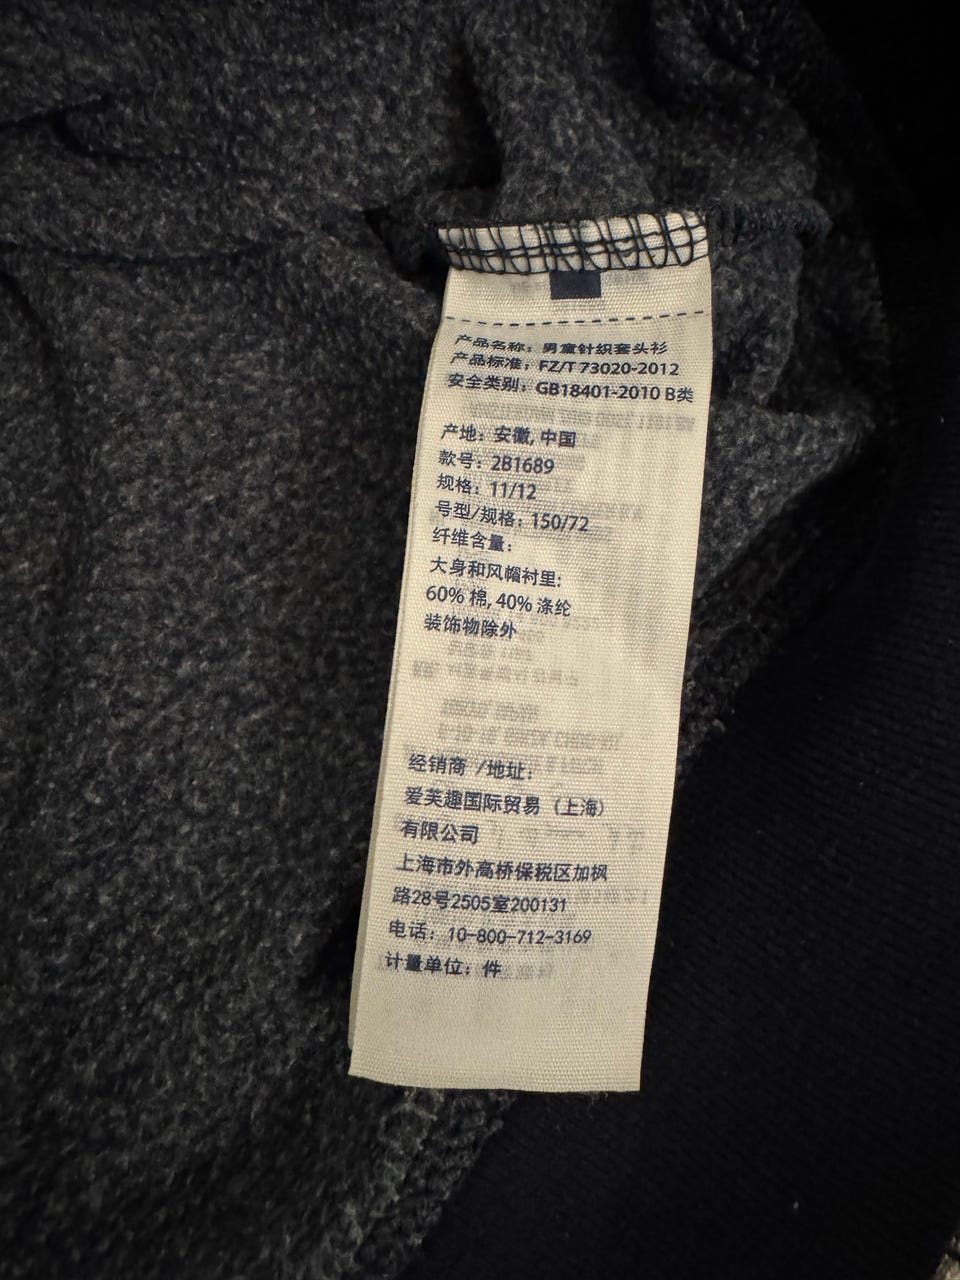 产品名称：男童针织套头衫
产品标准：FZ/T 73020-2012
安全类别：GB18401-2010 B类
产地：安徽, 中国
款号：2B1689
规格：11/12
号型/规格：150/72
纤维含量：
大身和风帽衬里:
60% 棉, 40% 涤纶
装饰物除外
经销商 /地址：
爱芙趣国际贸易（上海）
有限公司
上海市外高桥保税区加枫
路28号2505室200131
电话：10-800-712-3169
计量单位：件